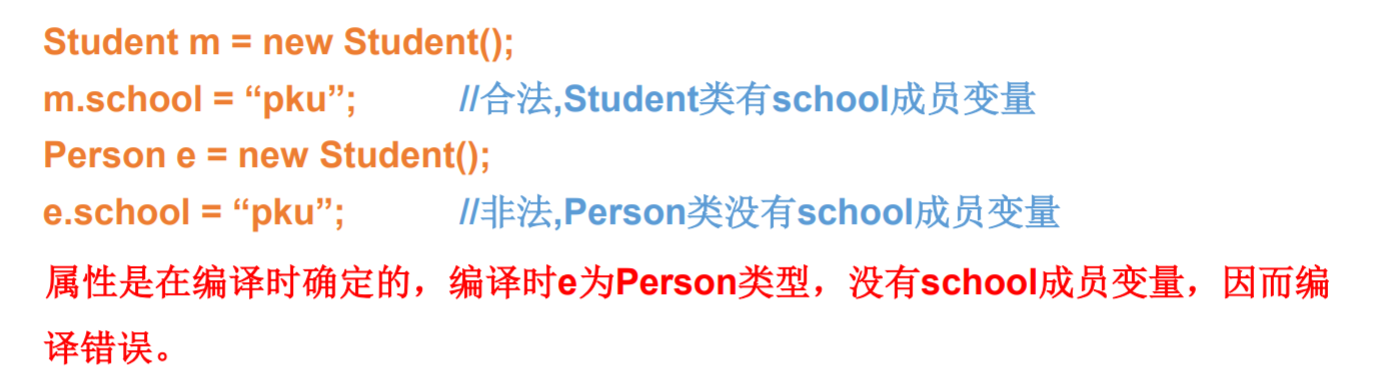 Student m = new Student();
m.school = “pku”; //合法,Student类有school成员变量
Person e = new Student();
e.school = “pku”; //非法,Person类没有school成员变量
属性是在编译时确定的，编译时e为Person类型，没有school成员变量，因而编
译错误。